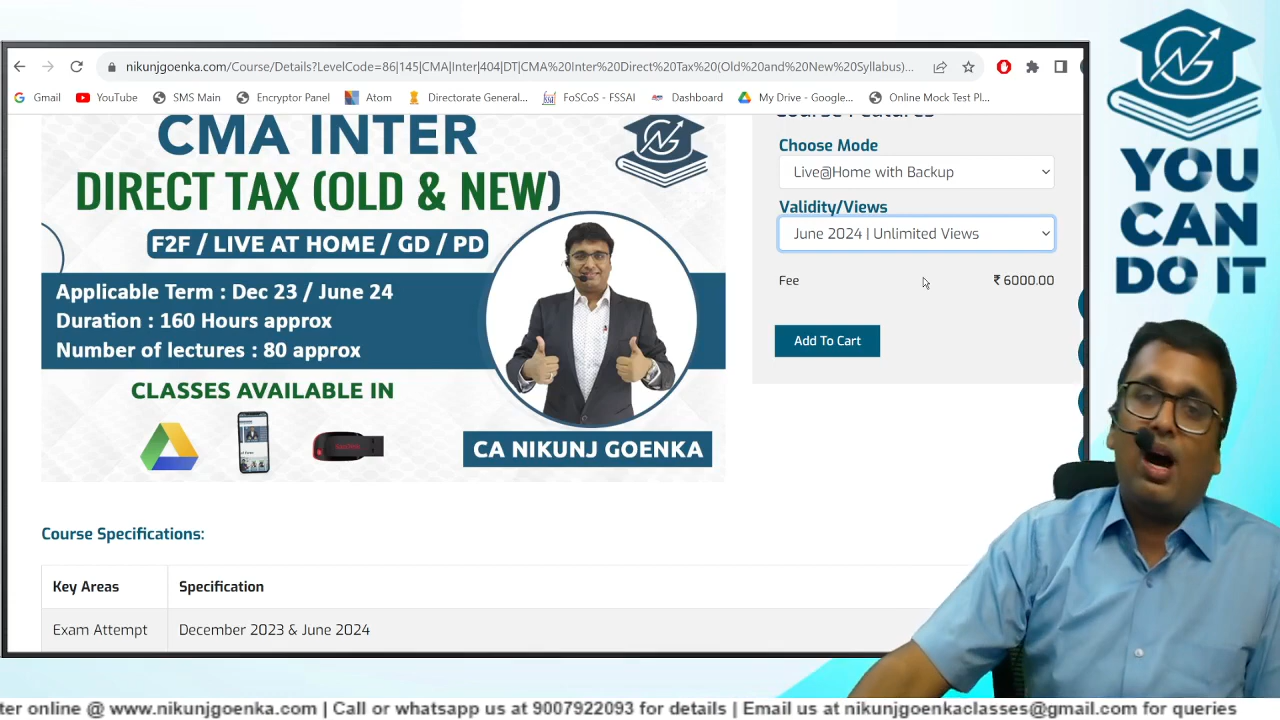 nikunjgoenka.com/Course/Details?LevelCode=86|145|CMA|Inter|404|DT|CMA%20Inter%20Direct%20Tax%20(Old%20and%20New%20Syllabus)...
Gmail YouTube SMS Main Encryptor Panel Atom Directorate General... FoSCoS - FSSAI Dashboard My Drive - Google... Online Mock Test Pl...
CMA INTER
DIRECT TAX (OLD & NEW)
F2F / LIVE AT HOME / GD / PD
Applicable Term : Dec 23 / June 24
Duration : 160 Hours approx
Number of lectures : 80 approx
CLASSES AVAILABLE IN
CA NIKUNJ GOENKA
Course Features
Choose Mode
Live@Home with Backup
Validity/Views
June 2024 | Unlimited Views
Fee ₹ 6000.00
Add To Cart
Course Specifications:
Key Areas Specification
Exam Attempt December 2023 & June 2024
NG
YOU
CAN
DO IT
ter online @ www.nikunjgoenka.com | Call or whatsapp us at 9007922093 for details | Email us at nikunjgoenkaclasses@gmail.com for queries